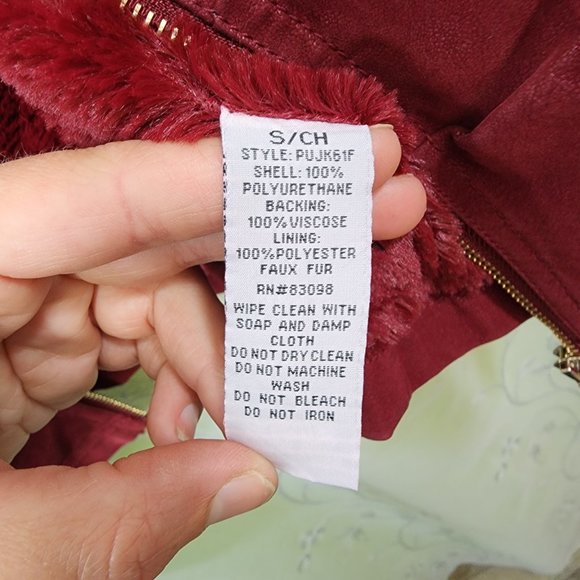 S/CH
STYLE: PUJK61F
SHELL: 100%
POLYURETHANE
BACKING:
100%VISCOSE
LINING:
100%POLYESTER
FAUX FUR
RN#83098
WIPE CLEAN WITH
SOAP AND DAMP
CLOTH
DO NOT DRY CLEAN
DO NOT MACHINE
WASH
DO NOT BLEACH
DO NOT IRON